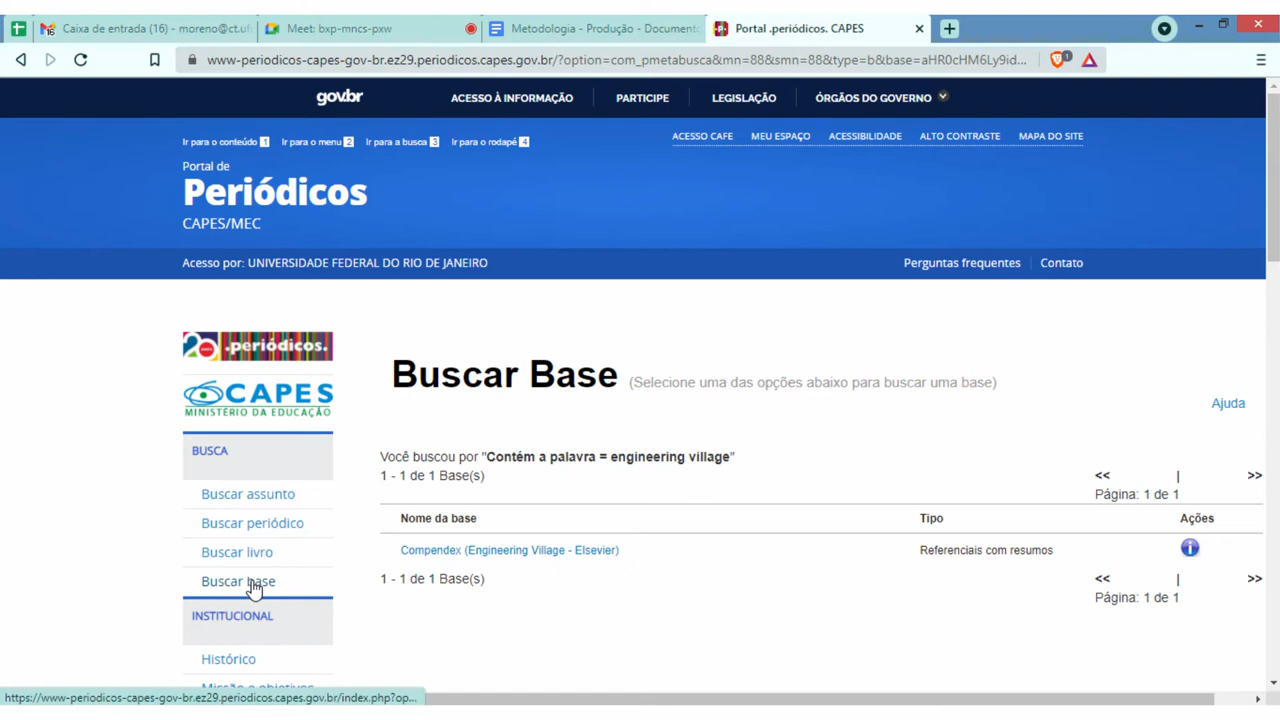 Caixa de entrada (16) - moreno@ct.uf
Meet: bxp-mncs-pxw
Metodologia - Produção - Document
Portal .periódicos. CAPES
www-periodicos-capes-gov-br.ez29.periodicos.capes.gov.br/?option=com_pmetabusca&mn=88&smn=88&type=b&base=aHR0cHM6Ly9id...
gov.br
ACESSO À INFORMAÇÃO
PARTICIPE
LEGISLAÇÃO
ÓRGÃOS DO GOVERNO
Ir para o conteúdo 1 Ir para o menu 2 Ir para a busca 3 Ir para o rodapé 4
ACESSO CAFE MEU ESPAÇO ACESSIBILIDADE ALTO CONTRASTE MAPA DO SITE
Portal de
Periódicos
CAPES/MEC
Acesso por: UNIVERSIDADE FEDERAL DO RIO DE JANEIRO
Perguntas frequentes
Contato
.periódicos.
CAPES
MINISTÉRIO DA EDUCAÇÃO
BUSCA
Buscar assunto
Buscar periódico
Buscar livro
Buscar base
INSTITUCIONAL
Histórico
Missão e objetivos
Buscar Base (Selecione uma das opções abaixo para buscar uma base)
Ajuda
Você buscou por "Contém a palavra = engineering village"
1 - 1 de 1 Base(s)
<< | >>
Página: 1 de 1
Nome da base Tipo Ações
Compendex (Engineering Village - Elsevier) Referenciais com resumos
1 - 1 de 1 Base(s)
<< | >>
Página: 1 de 1
https://www-periodicos-capes-gov-br.ez29.periodicos.capes.gov.br/index.php?op...